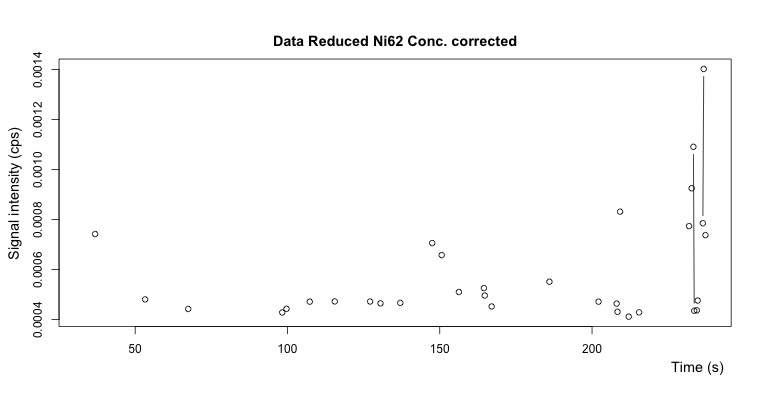 Data Reduced Ni62 Conc. corrected
Signal intensity (cps)
0.0014
0.0012
0.0010
0.0008
0.0006
0.0004
50 100 150 200
Time (s)